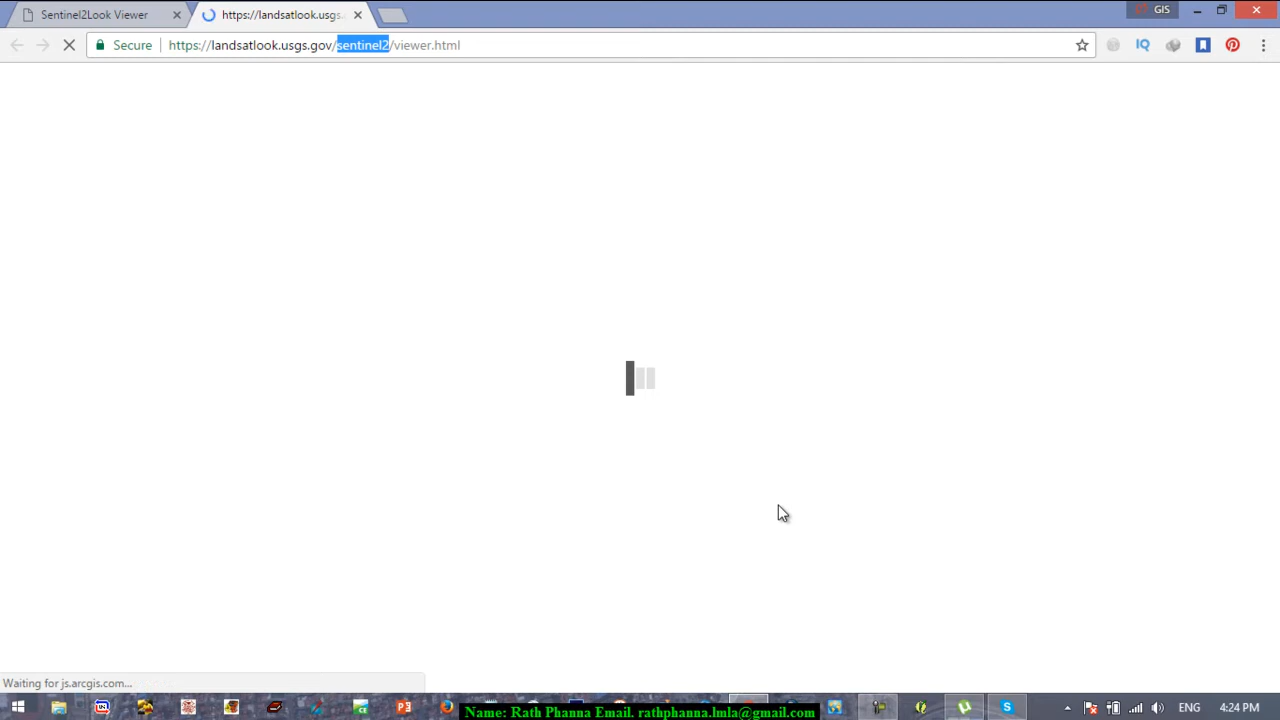 Sentinel2Look Viewer
https://landsatlook.usgs.
GIS
Secure
https://landsatlook.usgs.gov/sentinel2/viewer.html
IQ
Waiting for js.arcgis.com...
Name: Rath Phanna Email. rathphanna.lmla@gmail.com
ENG
4:24 PM